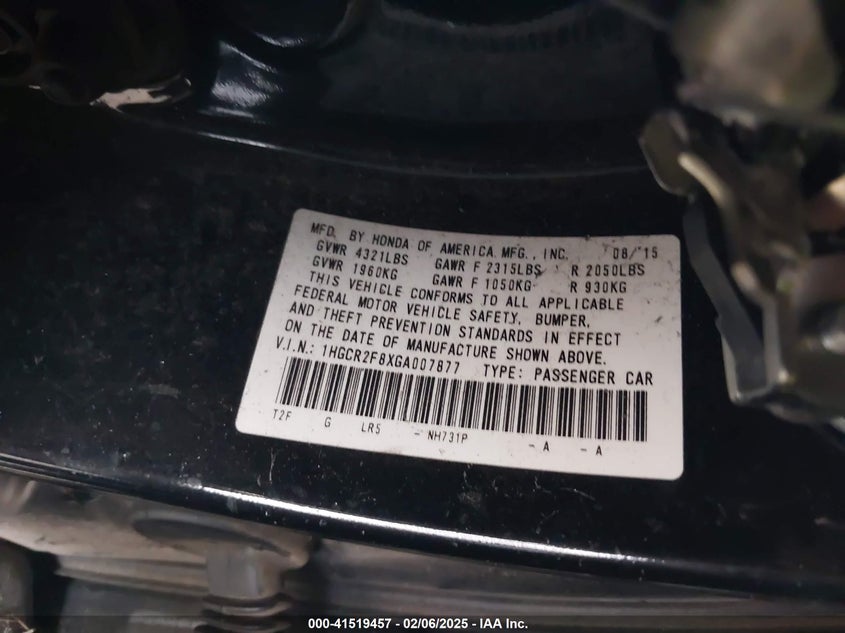 MFD. BY HONDA OF AMERICA MFG., INC. 08/'15
GVWR 4321LBS GAWR F 2315LBS R 2050LBS
GVWR 1960KG GAWR F 1050KG R 930KG
THIS VEHICLE CONFORMS TO ALL APPLICABLE
FEDERAL MOTOR VEHICLE SAFETY, BUMPER,
AND THEFT PREVENTION STANDARDS IN EFFECT
ON THE DATE OF MANUFACTURE SHOWN ABOVE.
V.I.N.: 1HGCR2F8XGA007877 TYPE: PASSENGER CAR
T2F G LR5 - NH731P - A - A
000-41519457 - 02/06/2025 - IAA Inc.